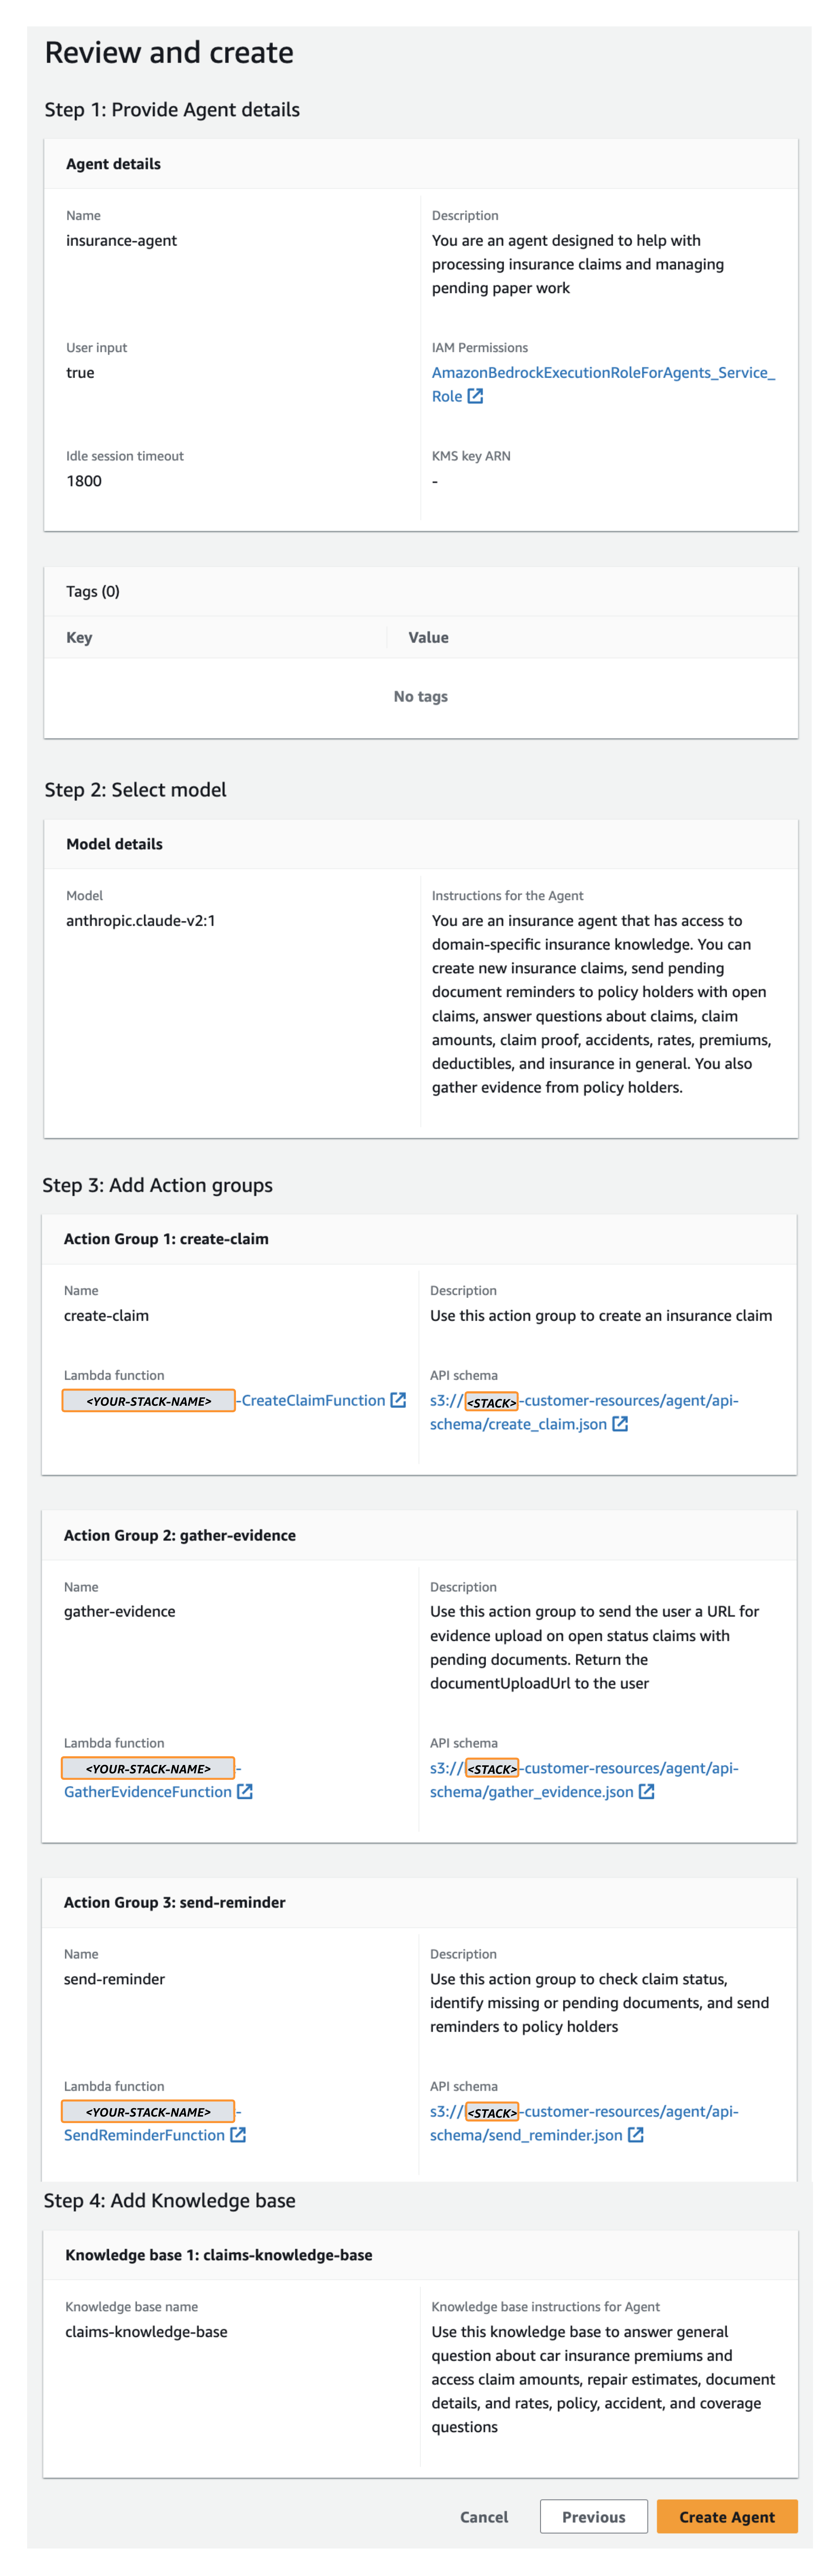 Review and create
Step 1: Provide Agent details
Agent details
Name
insurance-agent
Description
You are an agent designed to help with
processing insurance claims and managing
pending paper work
User input
true
IAM Permissions
AmazonBedrockExecutionRoleForAgents_Service_
Role
Idle session timeout
1800
KMS key ARN
-
Tags (0)
Key
Value
No tags
Step 2: Select model
Model details
Model
anthropic.claude-v2:1
Instructions for the Agent
You are an insurance agent that has access to
domain-specific insurance knowledge. You can
create new insurance claims, send pending
document reminders to policy holders with open
claims, answer questions about claims, claim
amounts, claim proof, accidents, rates, premiums,
deductibles, and insurance in general. You also
gather evidence from policy holders.
Step 3: Add Action groups
Action Group 1: create-claim
Name
create-claim
Description
Use this action group to create an insurance claim
Lambda function
<YOUR-STACK-NAME>-CreateClaimFunction
API schema
s3://<STACK>-customer-resources/agent/api-
schema/create_claim.json
Action Group 2: gather-evidence
Name
gather-evidence
Description
Use this action group to send the user a URL for
evidence upload on open status claims with
pending documents. Return the
documentUploadUrl to the user
Lambda function
<YOUR-STACK-NAME>-
GatherEvidenceFunction
API schema
s3://<STACK>-customer-resources/agent/api-
schema/gather_evidence.json
Action Group 3: send-reminder
Name
send-reminder
Description
Use this action group to check claim status,
identify missing or pending documents, and send
reminders to policy holders
Lambda function
<YOUR-STACK-NAME>-
SendReminderFunction
API schema
s3://<STACK>-customer-resources/agent/api-
schema/send_reminder.json
Step 4: Add Knowledge base
Knowledge base 1: claims-knowledge-base
Knowledge base name
claims-knowledge-base
Knowledge base instructions for Agent
Use this knowledge base to answer general
question about car insurance premiums and
access claim amounts, repair estimates, document
details, and rates, policy, accident, and coverage
questions
Cancel
Previous
Create Agent